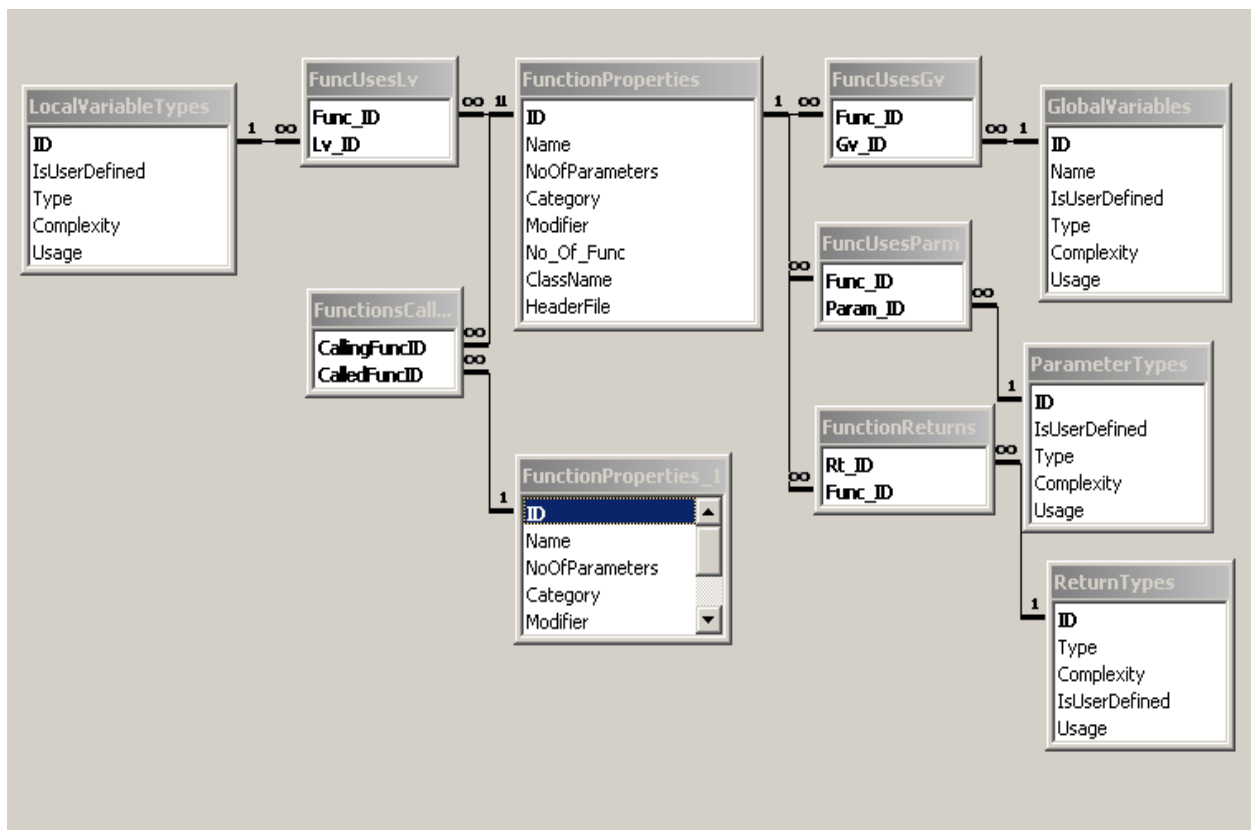 LocalVariableTypes
ID
IsUserDefined
Type
Complexity
Usage
1 ∞
FuncUsesLv
Func_ID
Lv_ID
∞ 11
FunctionsCall...
CallingFuncID
CalledFuncID
∞
∞
FunctionProperties
ID
Name
NoOfParameters
Category
Modifier
No_Of_Func
ClassName
HeaderFile
1
FunctionProperties_1
ID
Name
NoOfParameters
Category
Modifier
1 ∞
FuncUsesGv
Func_ID
Gv_ID
∞ 1
GlobalVariables
ID
Name
IsUserDefined
Type
Complexity
Usage
∞
FuncUsesParm
Func_ID
Param_ID
∞
1
ParameterTypes
ID
IsUserDefined
Type
Complexity
Usage
∞
FunctionReturns
Rt_ID
Func_ID
∞
1
ReturnTypes
ID
Type
Complexity
IsUserDefined
Usage